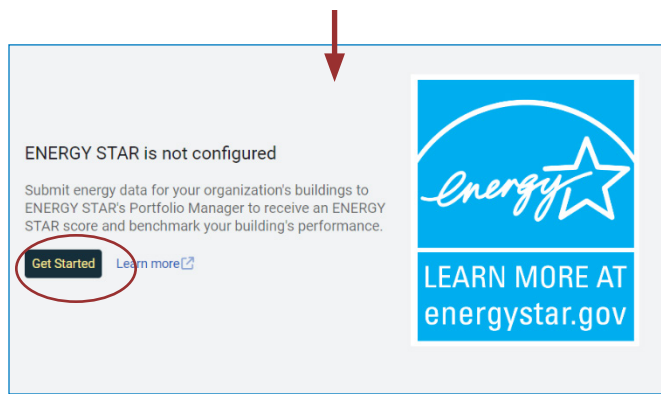 ENERGY STAR is not configured
Submit energy data for your organization's buildings to
ENERGY STAR's Portfolio Manager to receive an ENERGY
STAR score and benchmark your building's performance.
Get Started Learn more
energy
LEARN MORE AT
energystar.gov